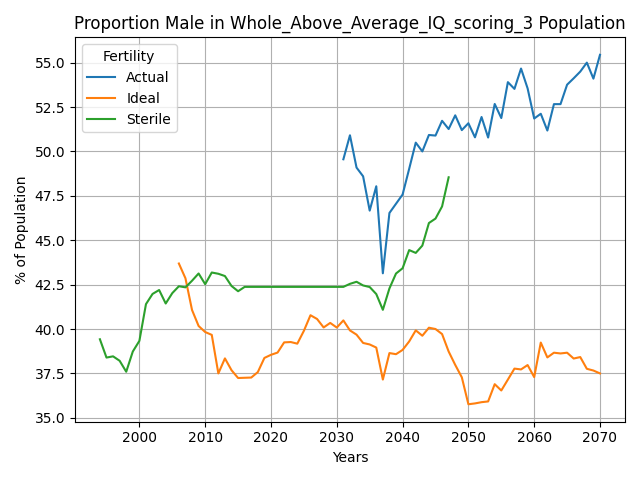 Proportion Male in Whole_Above_Average_IQ_scoring_3 Population
Fertility
Actual
Ideal
Sterile
% of Population
55.0
52.5
50.0
47.5
45.0
42.5
40.0
37.5
35.0
2000 2010 2020 2030 2040 2050 2060 2070
Years